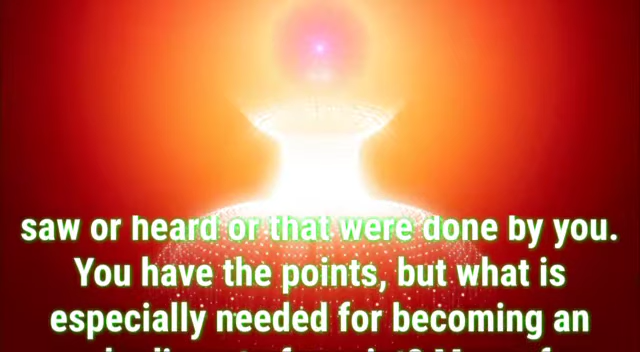 saw or heard or that were done by you.
You have the points, but what is
especially needed for becoming an